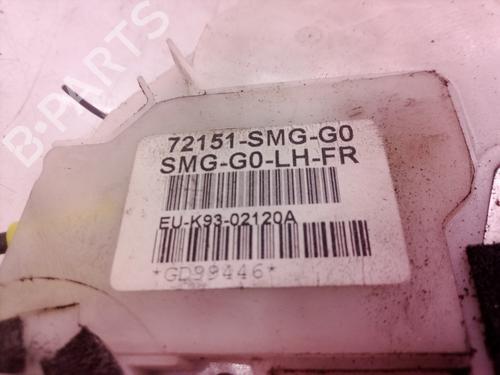 B-PARTS
72151-SMG-G0
SMG-G0-LH-FR
EU-K93-02120A
*GD99446*